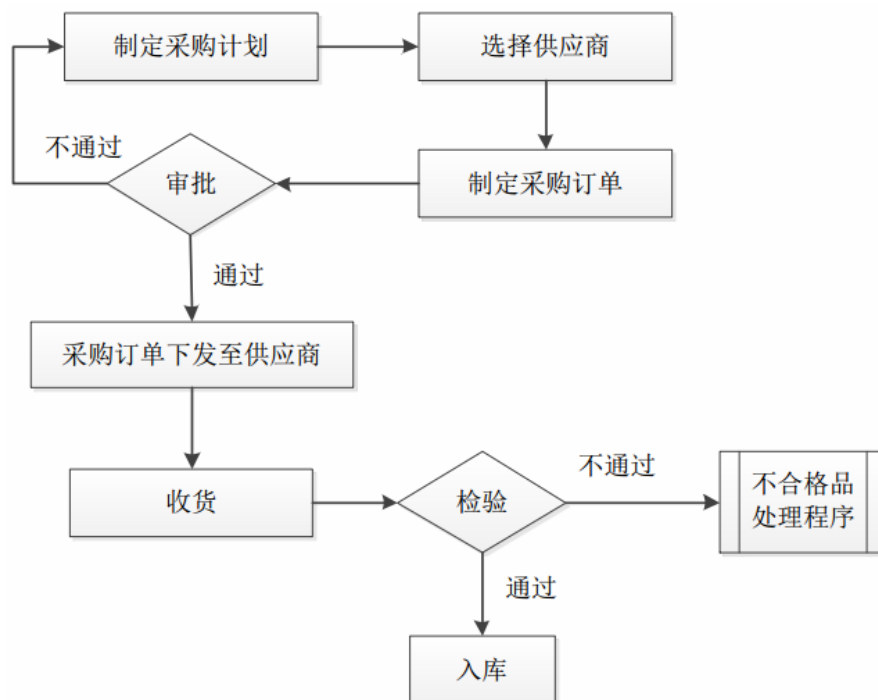 制定采购计划
选择供应商
不通过
审批
制定采购订单
通过
采购订单下发至供应商
收货
检验
不通过
不合格品
处理程序
通过
入库